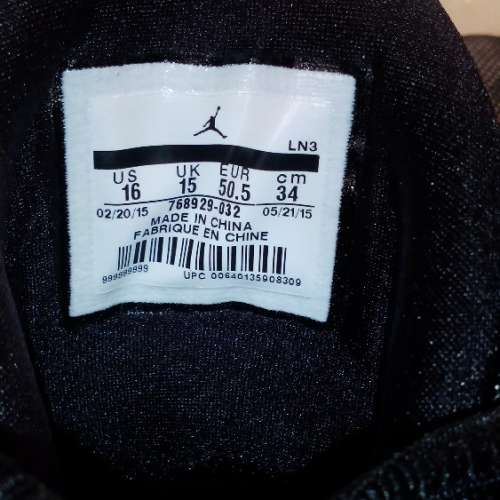 LN3
US UK EUR cm
16 15 50.5 34
02/20/15 768929-032 05/21/15
MADE IN CHINA
FABRIQUE EN CHINE
999999999 UPC 00640135908309